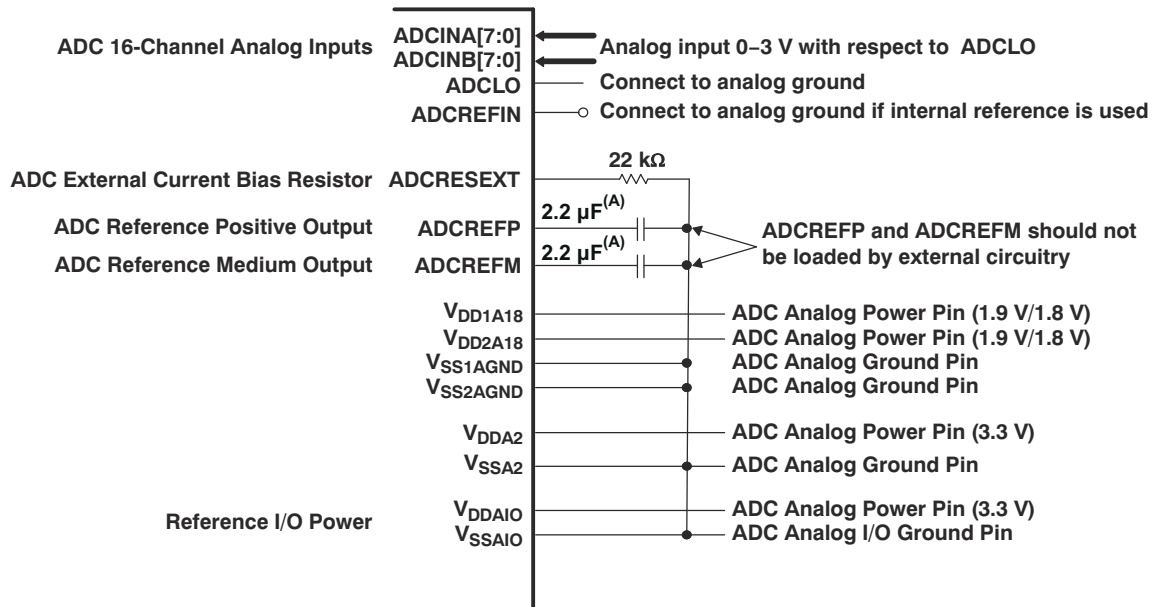 ADC 16-Channel Analog Inputs ADCINA[7:0] Analog input 0−3 V with respect to ADCLO
ADCINB[7:0]
ADCLO Connect to analog ground
ADCREFIN Connect to analog ground if internal reference is used
22 kΩ
ADC External Current Bias Resistor ADCRESEXT
ADC Reference Positive Output ADCREFP 2.2 μF(A)
ADCREFP and ADCREFM should not
be loaded by external circuitry
ADC Reference Medium Output ADCREFM 2.2 μF(A)
VDD1A18 ADC Analog Power Pin (1.9 V/1.8 V)
VDD2A18 ADC Analog Power Pin (1.9 V/1.8 V)
VSS1AGND ADC Analog Ground Pin
VSS2AGND ADC Analog Ground Pin
VDDA2 ADC Analog Power Pin (3.3 V)
VSSA2 ADC Analog Ground Pin
Reference I/O Power VDDAIO ADC Analog Power Pin (3.3 V)
VSSAIO ADC Analog I/O Ground Pin